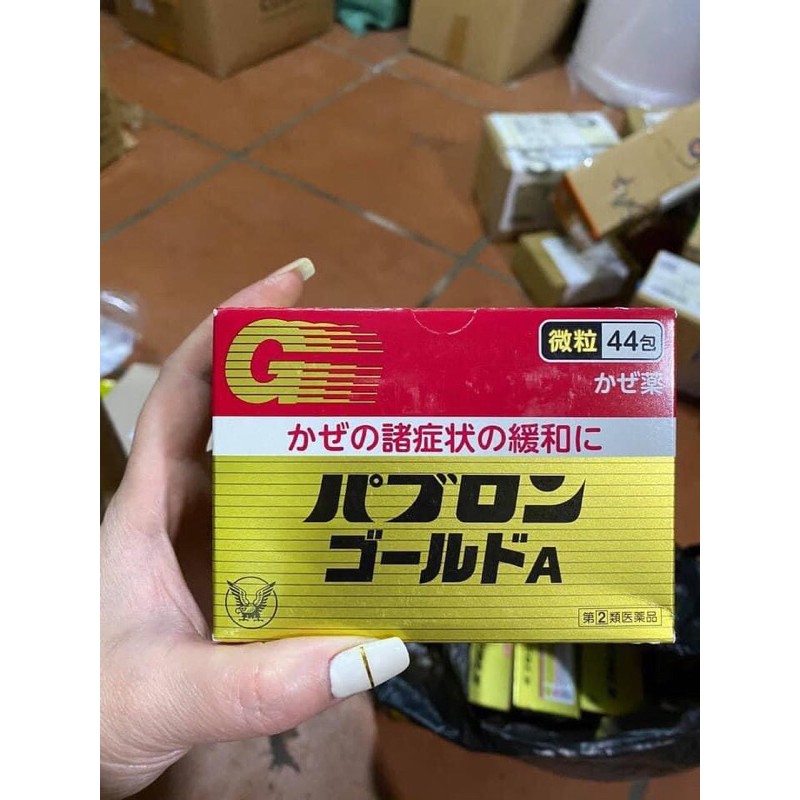 G
微粒 44包
かぜ薬
かぜの諸症状の緩和に
パブロン
ゴールドA
第②類医薬品